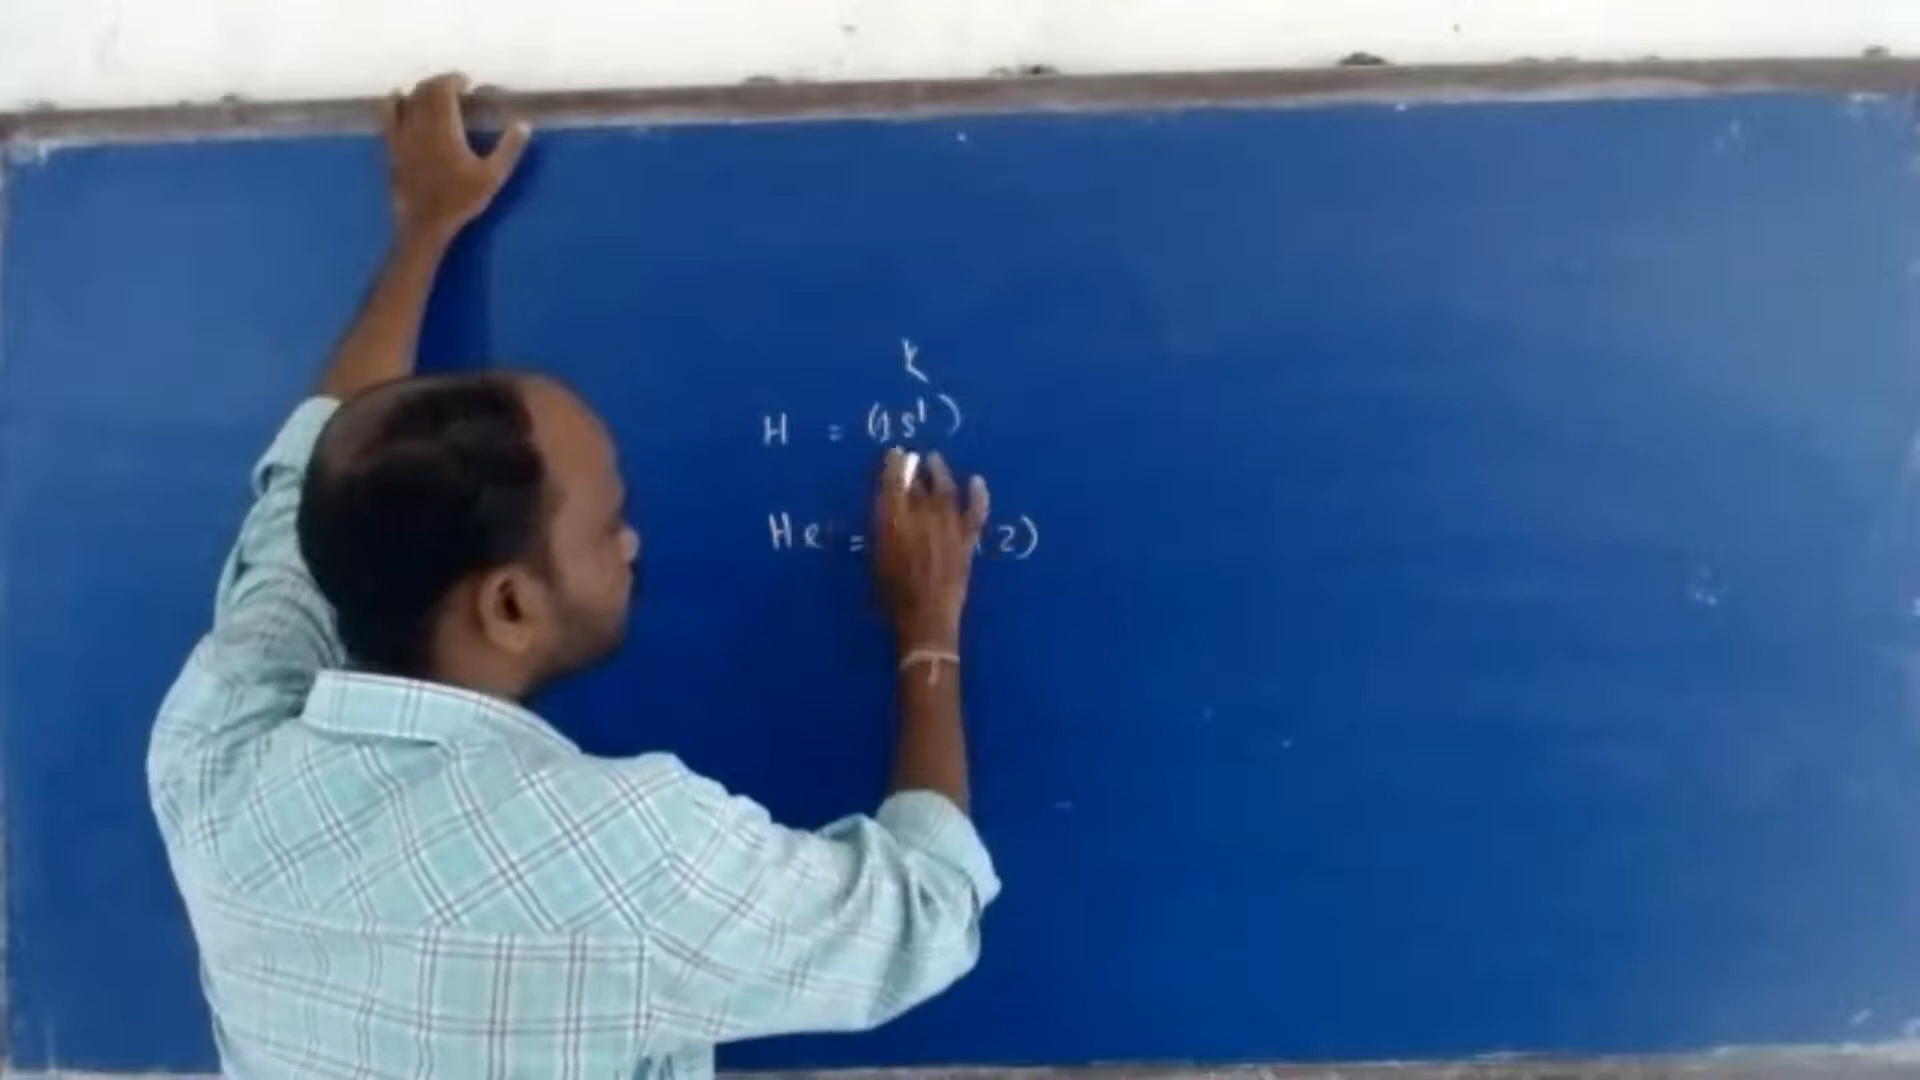 K
H = (1s¹)
He = (2)